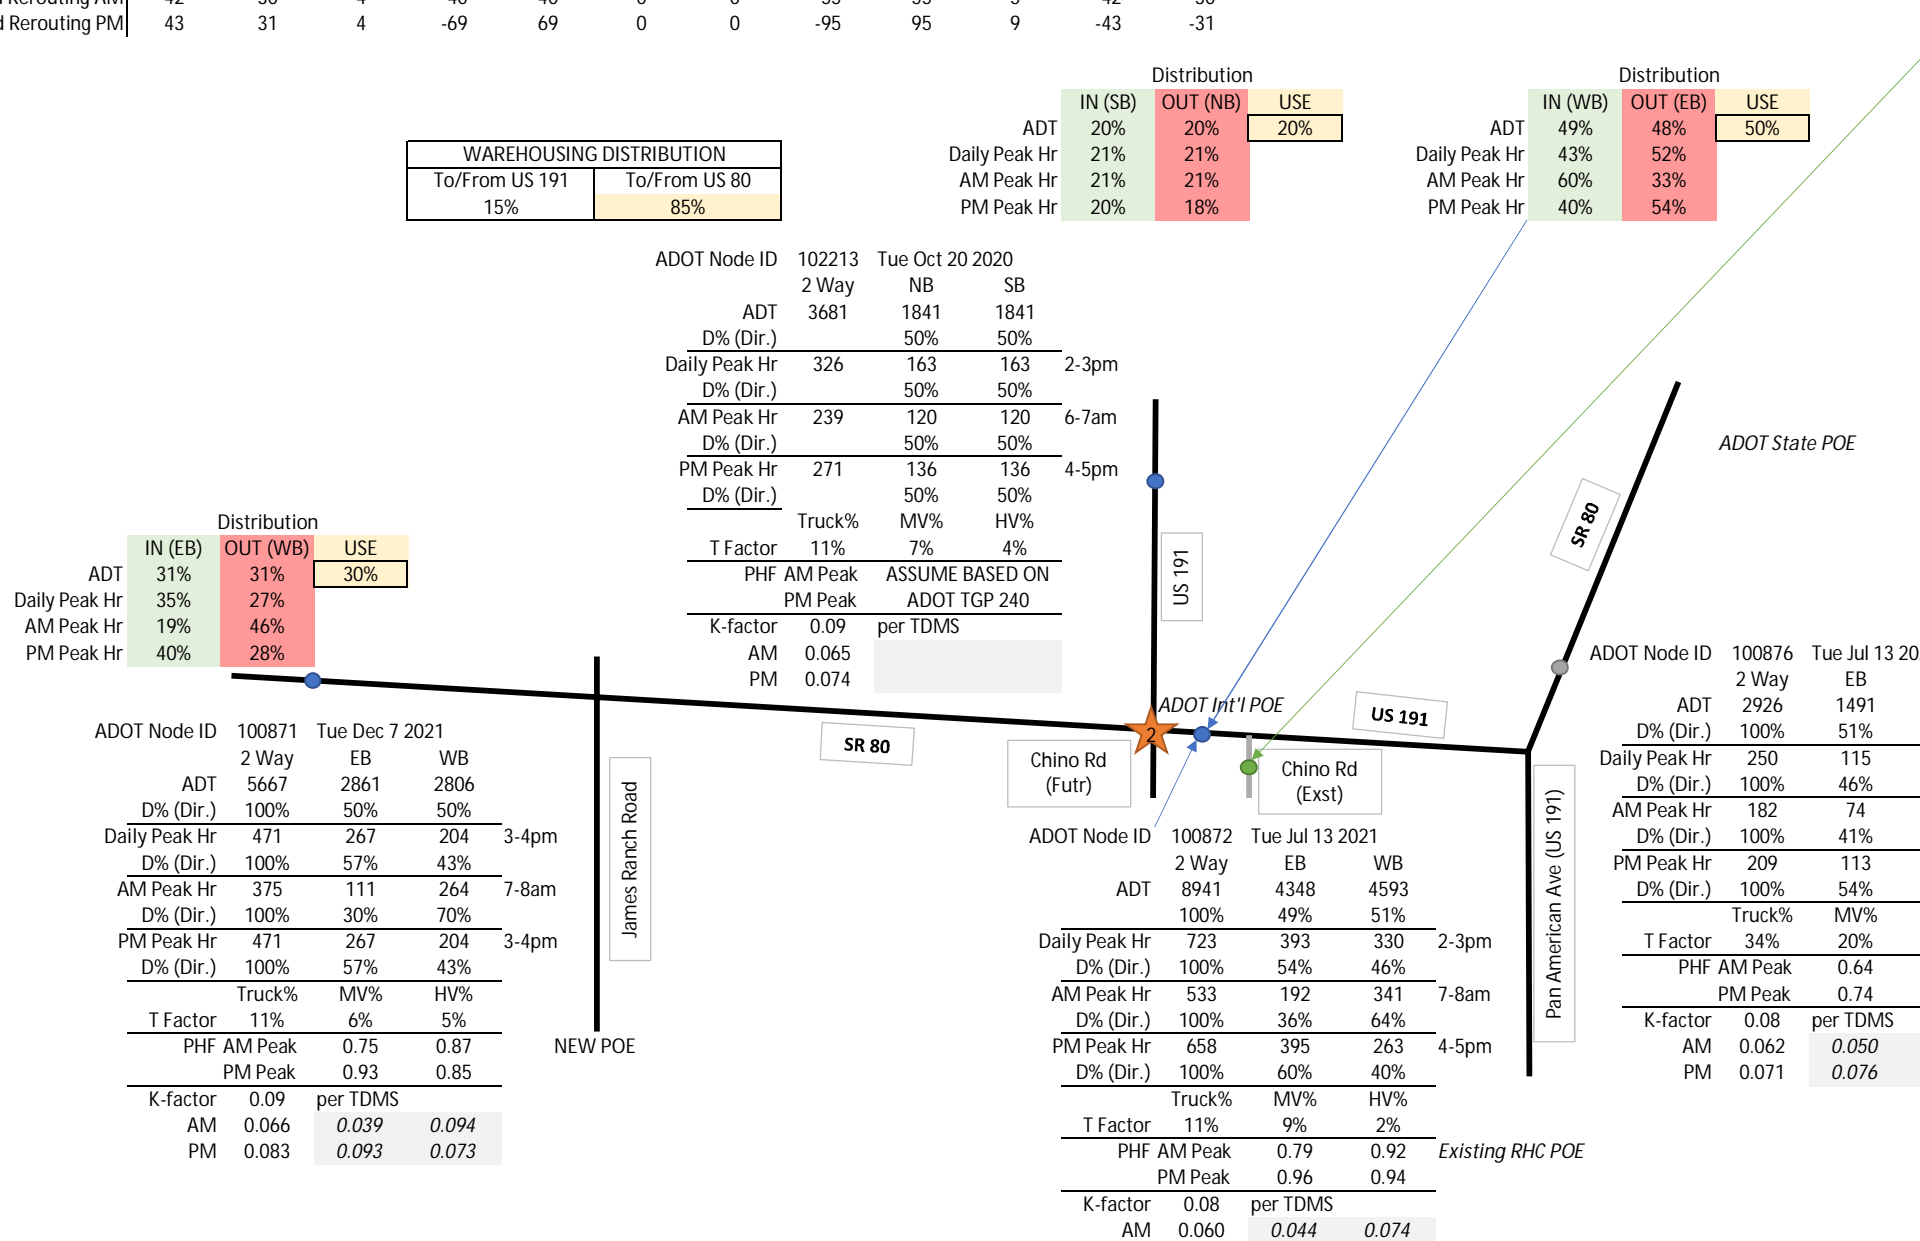 d Rerouting PM 43 31 4 -69 69 0 0 -95 95 9 -43 -31
Distribution
IN (SB) OUT (NB) USE
ADT 20% 20% 20%
Daily Peak Hr 21% 21%
AM Peak Hr 21% 21%
PM Peak Hr 20% 18%
Distribution
IN (WB) OUT (EB) USE
ADT 49% 48% 50%
Daily Peak Hr 43% 52%
AM Peak Hr 60% 33%
PM Peak Hr 40% 54%
WAREHOUSING DISTRIBUTION
To/From US 191 To/From US 80
15% 85%
ADOT Node ID 102213 Tue Oct 20 2020
2 Way NB SB
ADT 3681 1841 1841
D% (Dir.) 50% 50%
Daily Peak Hr 326 163 163 2-3pm
D% (Dir.) 50% 50%
AM Peak Hr 239 120 120 6-7am
D% (Dir.) 50% 50%
PM Peak Hr 271 136 136 4-5pm
D% (Dir.) 50% 50%
Truck% MV% HV%
T Factor 11% 7% 4%
PHF AM Peak ASSUME BASED ON
PM Peak ADOT TGP 240
K-factor 0.09 per TDMS
AM 0.065
PM 0.074
Distribution
IN (EB) OUT (WB) USE
ADT 31% 31% 30%
Daily Peak Hr 35% 27%
AM Peak Hr 19% 46%
PM Peak Hr 40% 28%
ADOT State POE
SR 80
US 191
ADOT Int'l POE
US 191
SR 80
2
Chino Rd
(Futr)
Chino Rd
(Exst)
James Ranch Road
NEW POE
Pan American Ave (US 191)
ADOT Node ID 100871 Tue Dec 7 2021
2 Way EB WB
ADT 5667 2861 2806
D% (Dir.) 100% 50% 50%
Daily Peak Hr 471 267 204 3-4pm
D% (Dir.) 100% 57% 43%
AM Peak Hr 375 111 264 7-8am
D% (Dir.) 100% 30% 70%
PM Peak Hr 471 267 204 3-4pm
D% (Dir.) 100% 57% 43%
Truck% MV% HV%
T Factor 11% 6% 5%
PHF AM Peak 0.75 0.87
PM Peak 0.93 0.85
K-factor 0.09 per TDMS
AM 0.066 0.039 0.094
PM 0.083 0.093 0.073
ADOT Node ID 100872 Tue Jul 13 2021
2 Way EB WB
ADT 8941 4348 4593
100% 49% 51%
Daily Peak Hr 723 393 330 2-3pm
D% (Dir.) 100% 54% 46%
AM Peak Hr 533 192 341 7-8am
D% (Dir.) 100% 36% 64%
PM Peak Hr 658 395 263 4-5pm
D% (Dir.) 100% 60% 40%
Truck% MV% HV%
T Factor 11% 9% 2%
PHF AM Peak 0.79 0.92
PM Peak 0.96 0.94
K-factor 0.08 per TDMS
AM 0.060 0.044 0.074
Existing RHC POE
ADOT Node ID 100876 Tue Jul 13 20
2 Way EB
ADT 2926 1491
D% (Dir.) 100% 51%
Daily Peak Hr 250 115
D% (Dir.) 100% 46%
AM Peak Hr 182 74
D% (Dir.) 100% 41%
PM Peak Hr 209 113
D% (Dir.) 100% 54%
Truck% MV%
T Factor 34% 20%
PHF AM Peak 0.64
PM Peak 0.74
K-factor 0.08 per TDMS
AM 0.062 0.050
PM 0.071 0.076